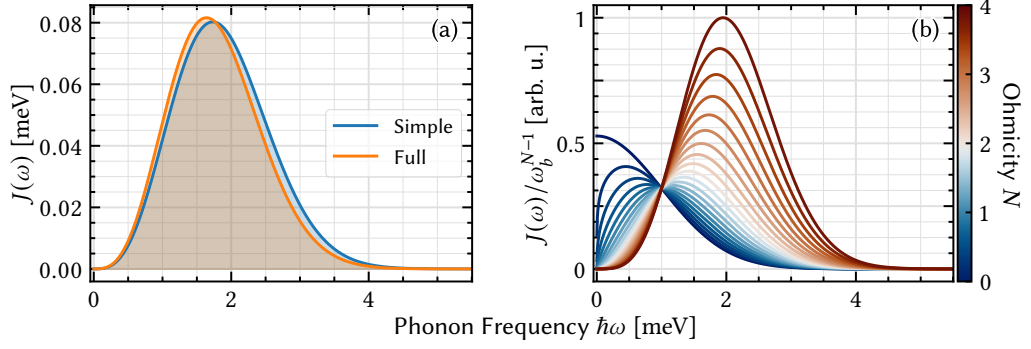 (a)
J(ω) [meV]
0.08
0.06
0.04
0.02
0.00
Simple
Full
0
2
4
(b)
J(ω)/ω_b^{N−1} [arb. u.]
1
0.5
0
0
2
4
Phonon Frequency ℏω [meV]
4
3
2
1
0
Ohmicity N